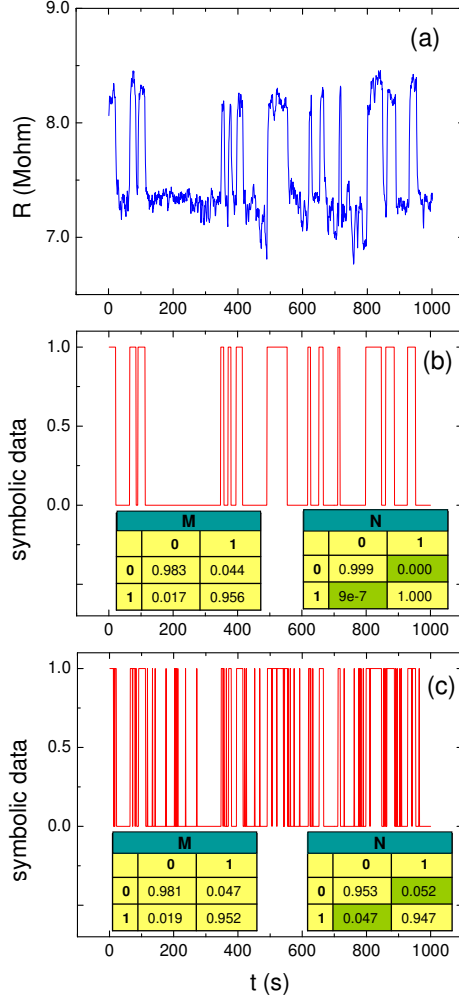 (a)
9.0
8.0
7.0
R (Mohm)
0 200 400 600 800 1000
(b)
1.0
0.5
0.0
symbolic data
M
0 1
0 0.983 0.044
1 0.017 0.956
N
0 1
0 0.999 0.000
1 9e-7 1.000
0 200 400 600 800 1000
(c)
1.0
0.5
0.0
symbolic data
M
0 1
0 0.981 0.047
1 0.019 0.952
N
0 1
0 0.953 0.052
1 0.047 0.947
0 200 400 600 800 1000
t (s)